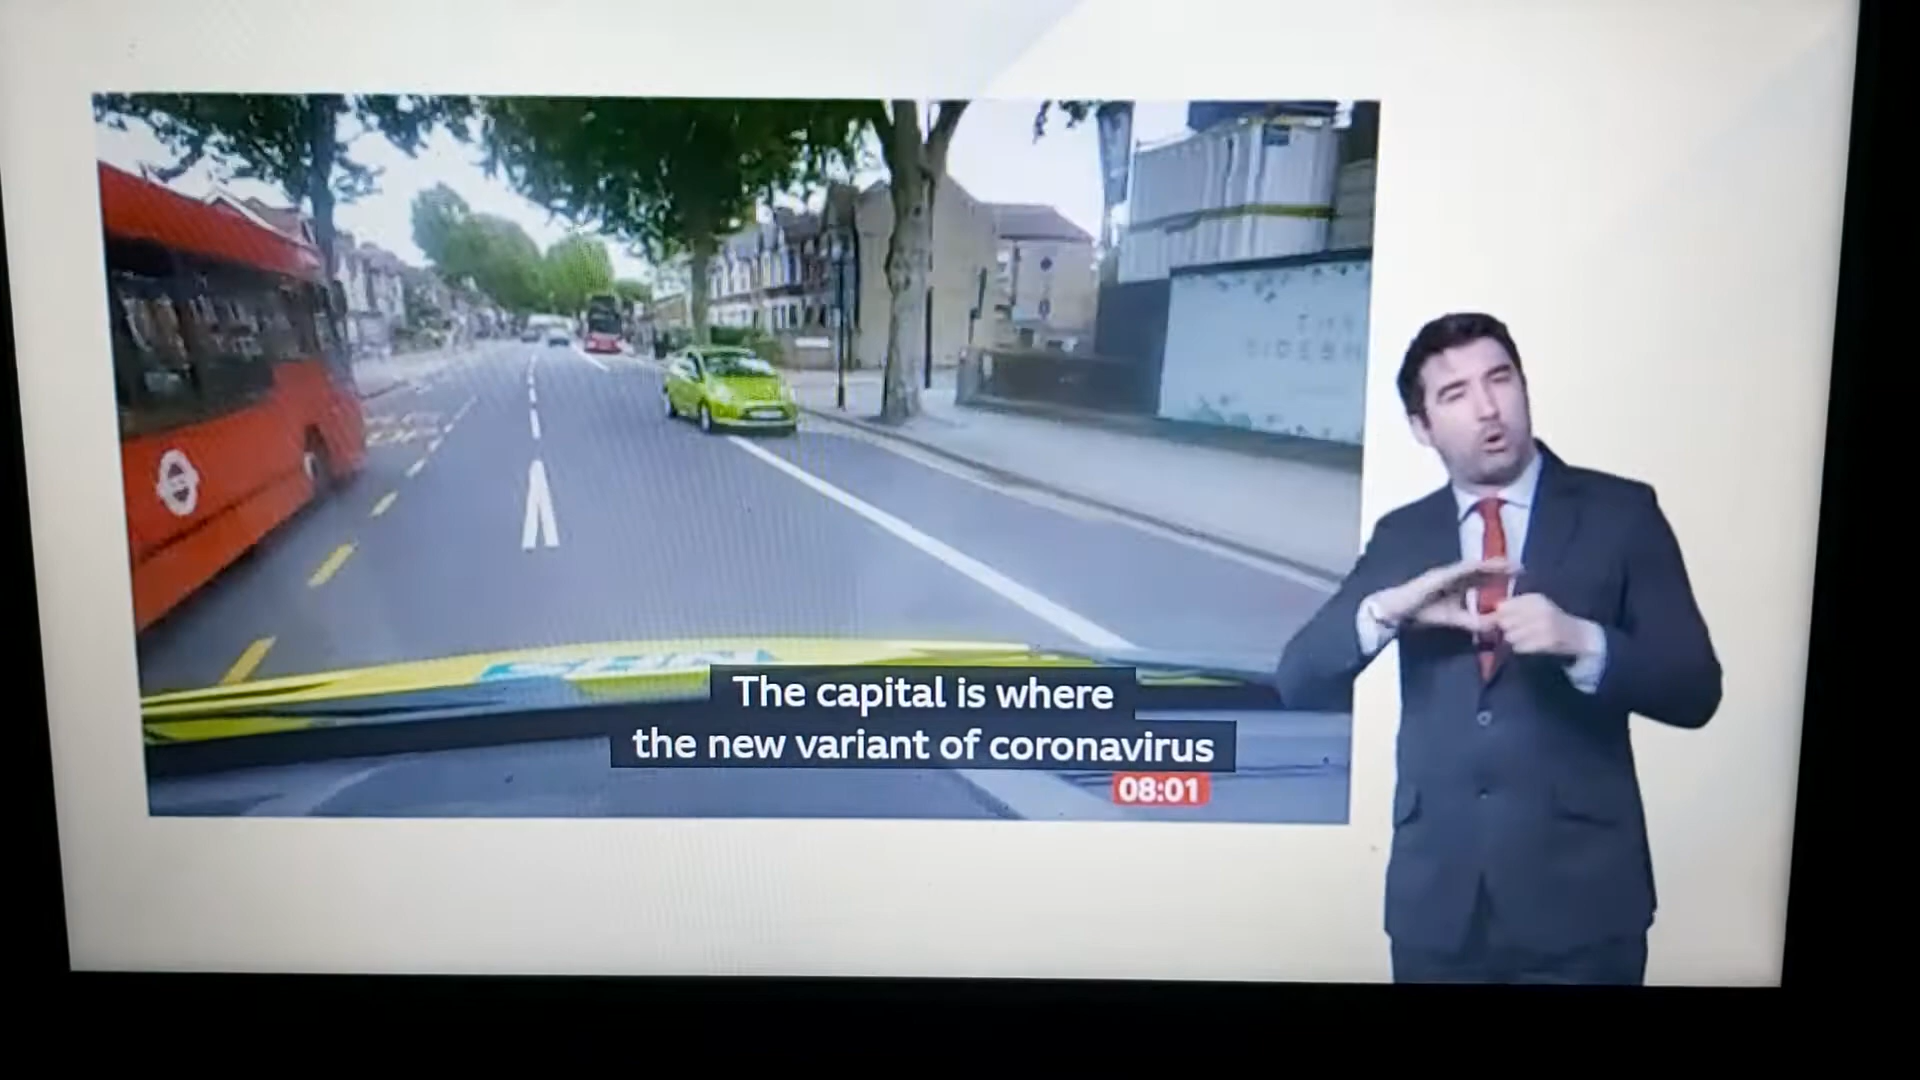 The capital is where
the new variant of coronavirus
08:01